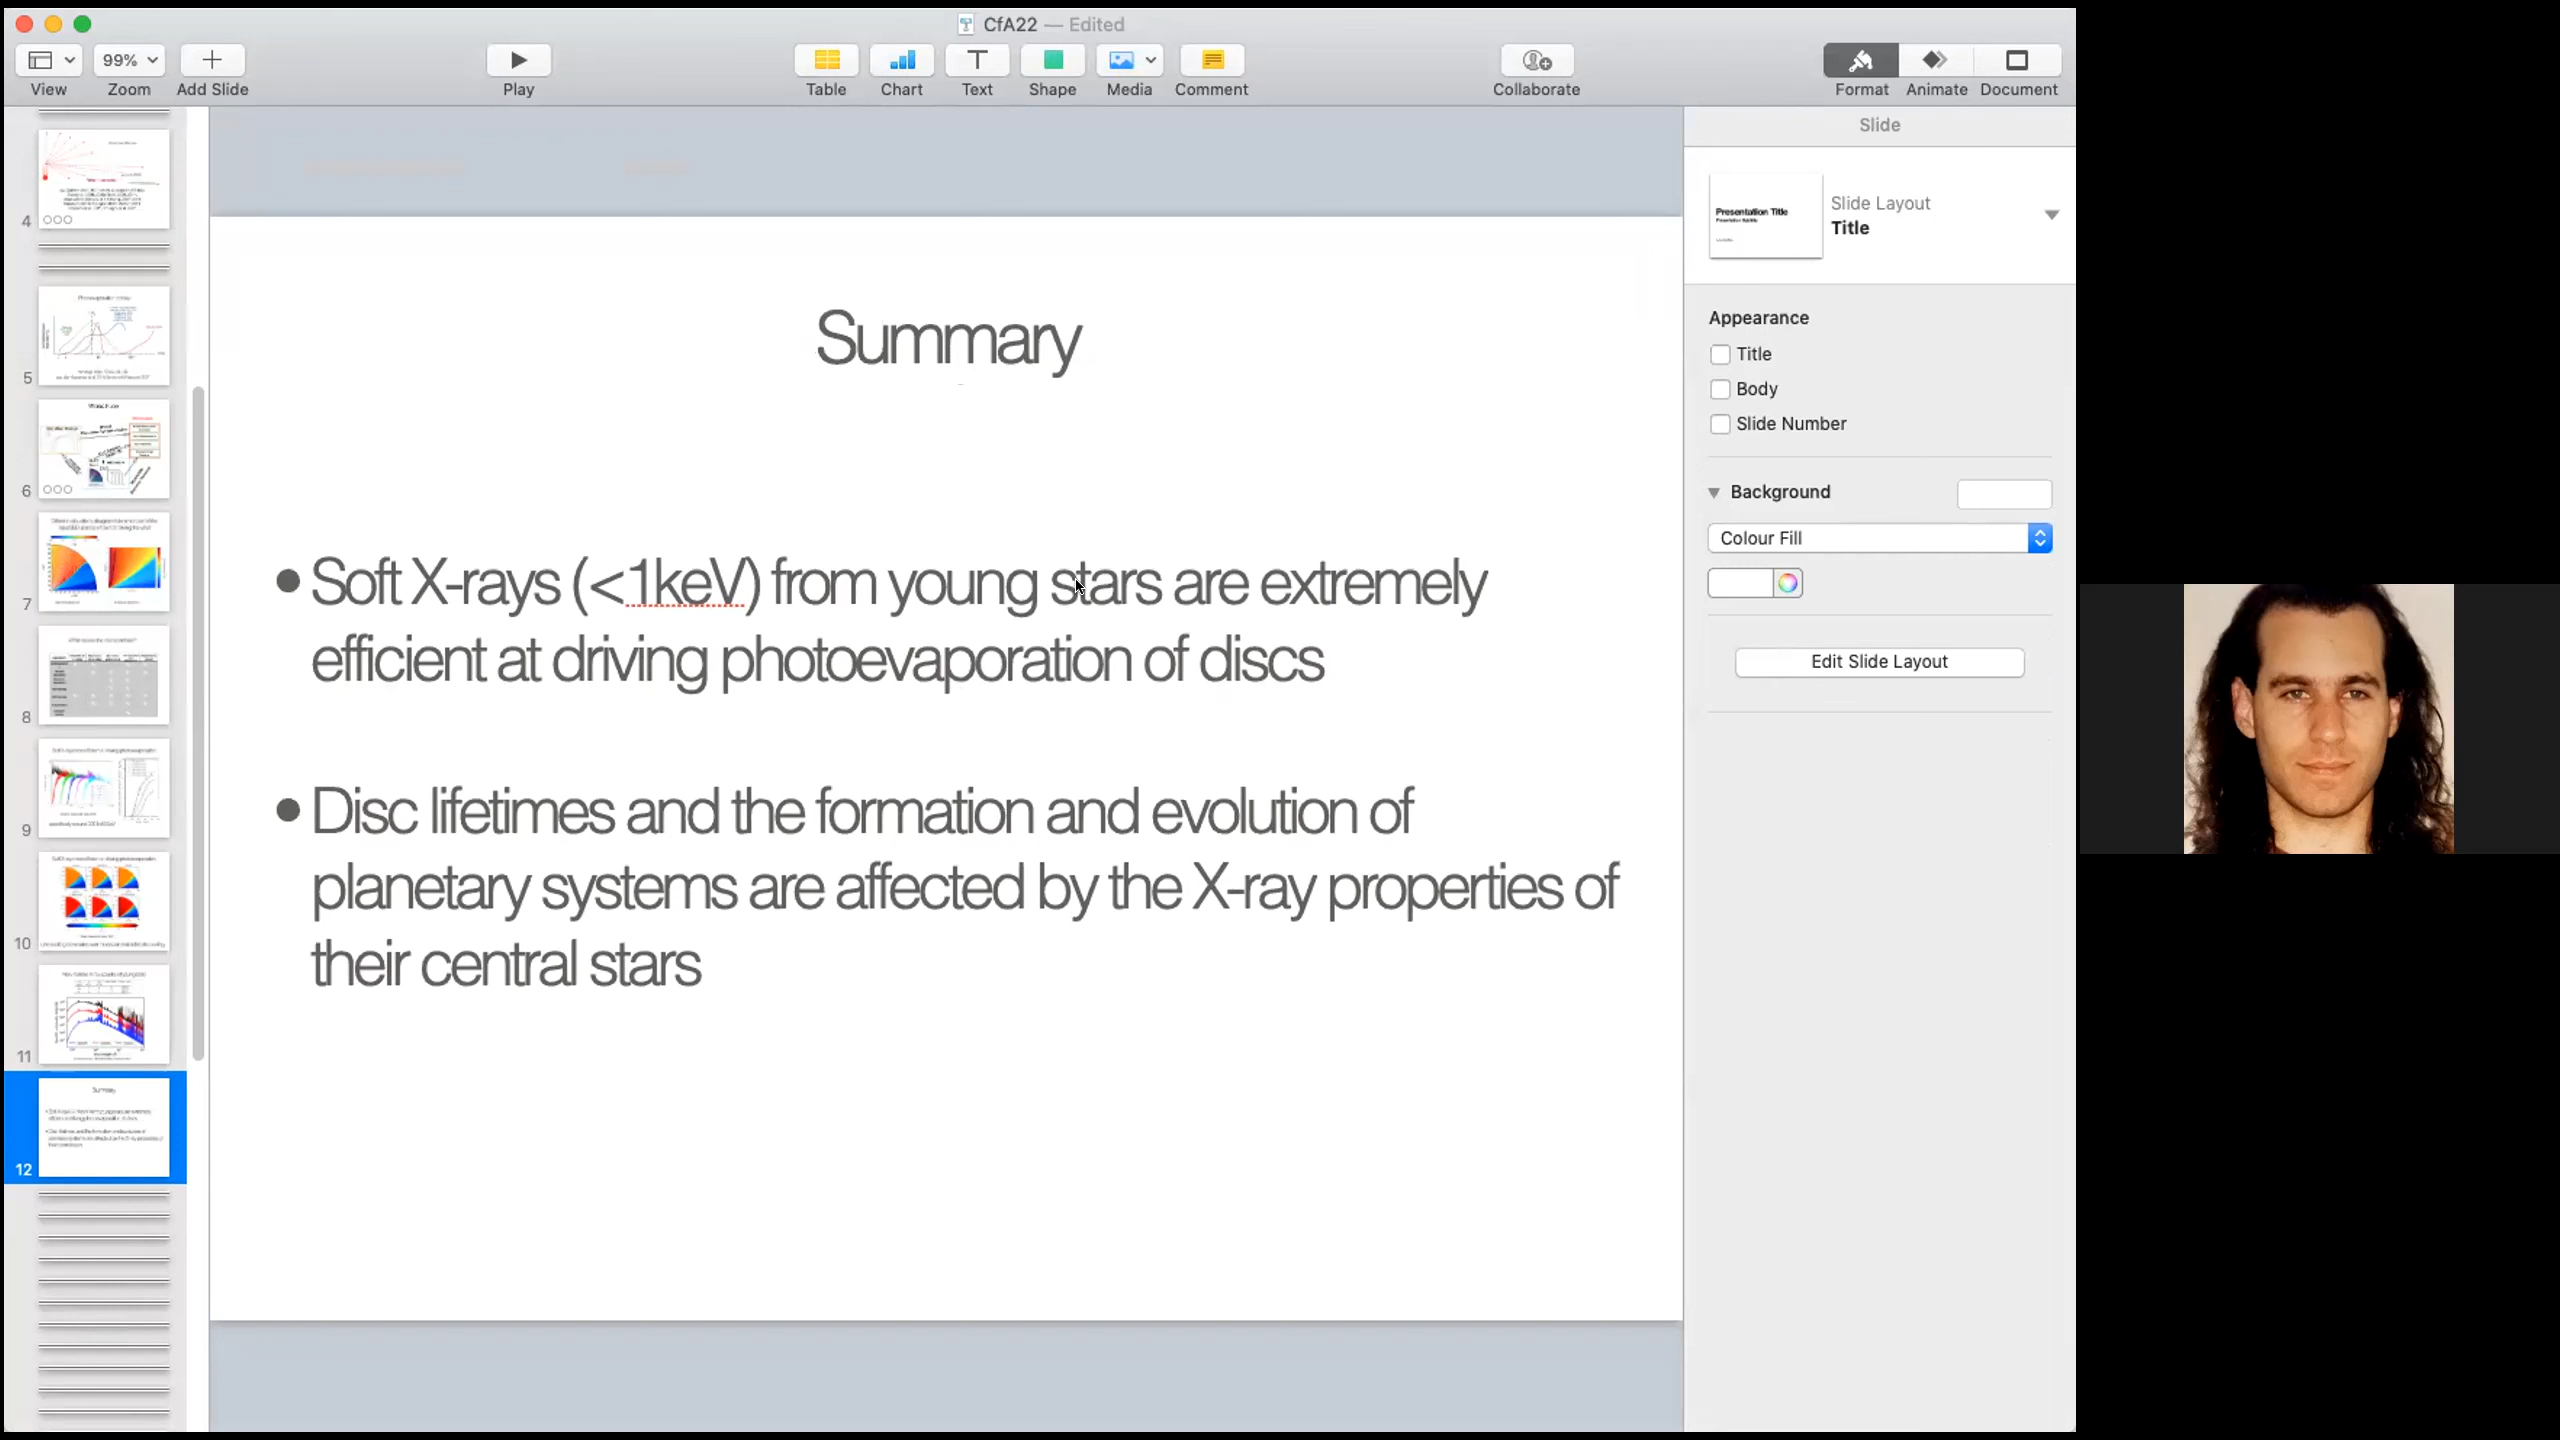 CfA22 — Edited
99%
View
Zoom
Add Slide
Play
Table
Chart
Text
Shape
Media
Comment
Collaborate
Format
Animate
Document
4
5
6
7
8
9
10
11
12
Summary
Summary
• Soft X-rays (<1keV) from young stars are extremely
efficient at driving photoevaporation of discs
• Disc lifetimes and the formation and evolution of
planetary systems are affected by the X-ray properties of
their central stars
Slide
Presentation Title
Slide Layout
Title
Appearance
Title
Body
Slide Number
Background
Colour Fill
Edit Slide Layout